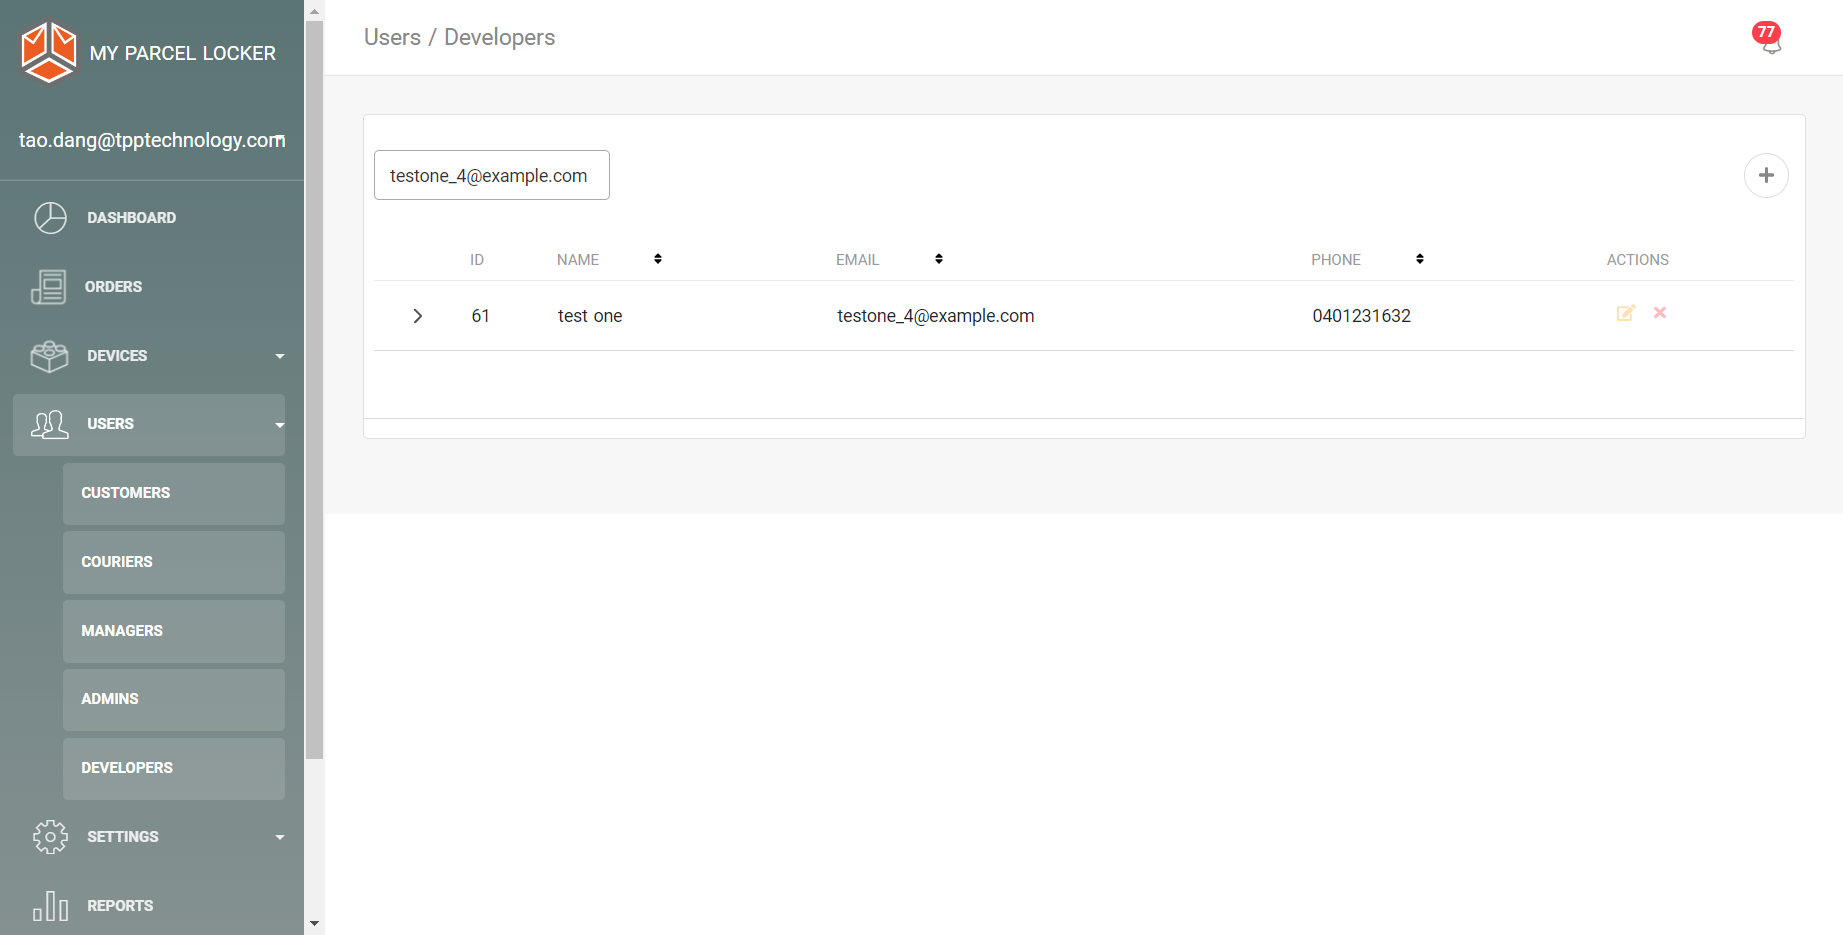 MY PARCEL LOCKER
tao.dang@tpptechnology.com
DASHBOARD
ORDERS
DEVICES
USERS
CUSTOMERS
COURIERS
MANAGERS
ADMINS
DEVELOPERS
SETTINGS
REPORTS
Users / Developers
77
testone_4@example.com
ID NAME EMAIL PHONE ACTIONS
61 test one testone_4@example.com 0401231632